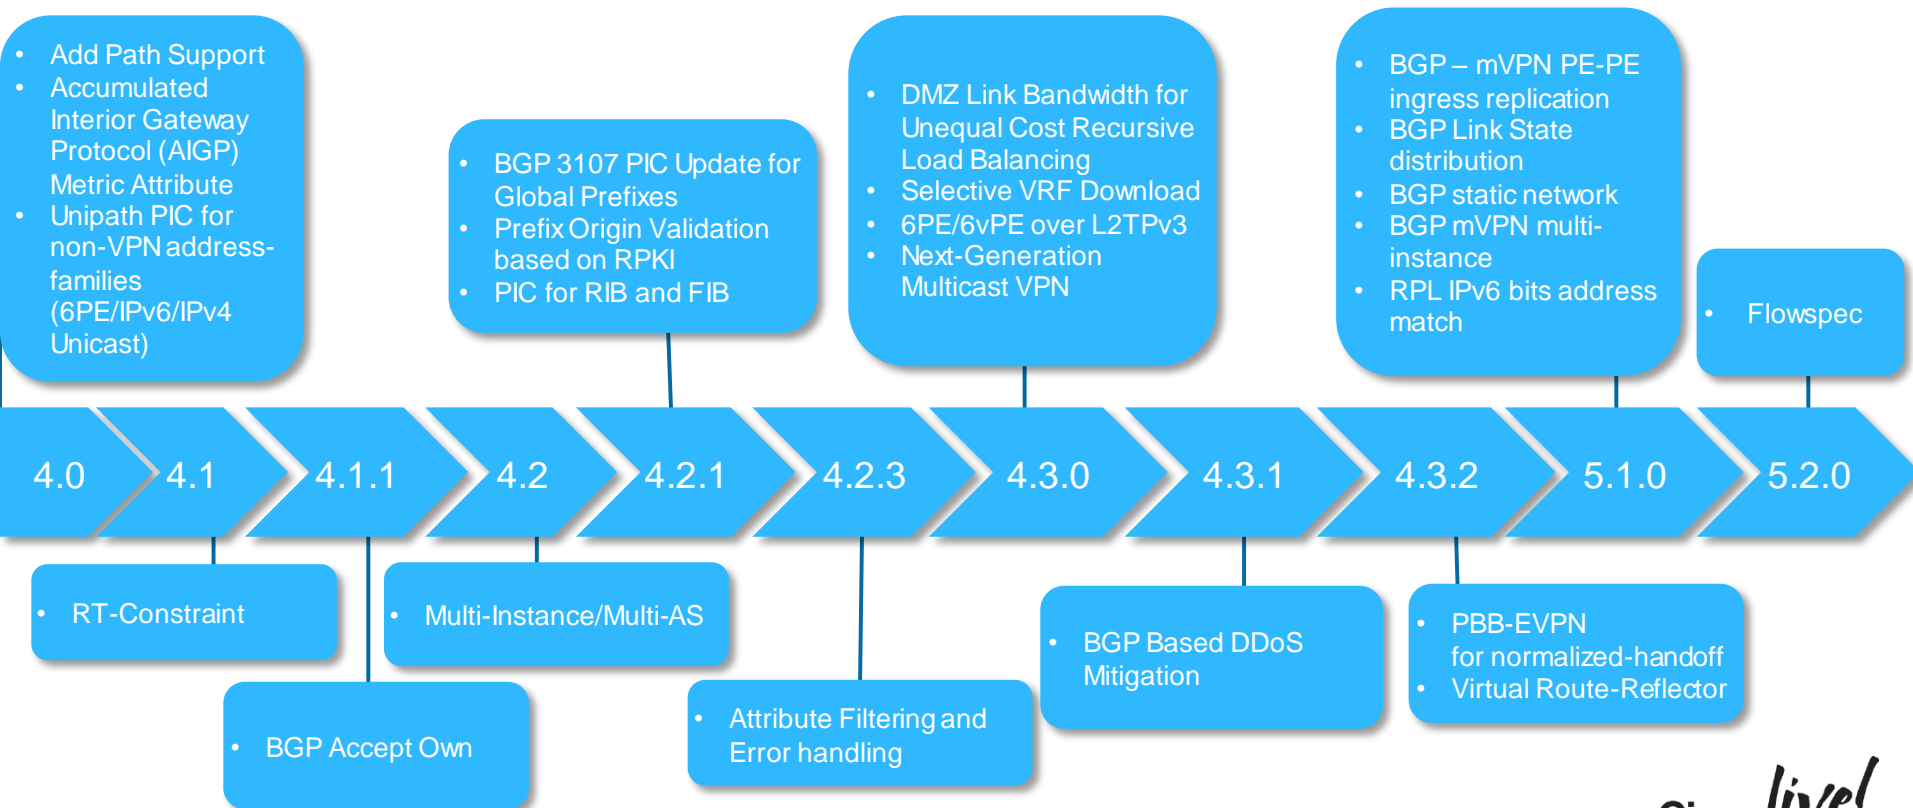 • Add Path Support
• Accumulated
Interior Gateway
Protocol (AIGP)
Metric Attribute
• Unipath PIC for
non-VPN address-
families
(6PE/IPv6/IPv4
Unicast)
• BGP 3107 PIC Update for
Global Prefixes
• Prefix Origin Validation
based on RPKI
• PIC for RIB and FIB
• DMZ Link Bandwidth for
Unequal Cost Recursive
Load Balancing
• Selective VRF Download
• 6PE/6vPE over L2TPv3
• Next-Generation
Multicast VPN
• BGP – mVPN PE-PE
ingress replication
• BGP Link State
distribution
• BGP static network
• BGP mVPN multi-
instance
• RPL IPv6 bits address
match
• Flowspec
4.0
4.1
4.1.1
4.2
4.2.1
4.2.3
4.3.0
4.3.1
4.3.2
5.1.0
5.2.0
• RT-Constraint
• BGP Accept Own
• Multi-Instance/Multi-AS
• Attribute Filtering and
Error handling
• BGP Based DDoS
Mitigation
• PBB-EVPN
for normalized-handoff
• Virtual Route-Reflector
live!